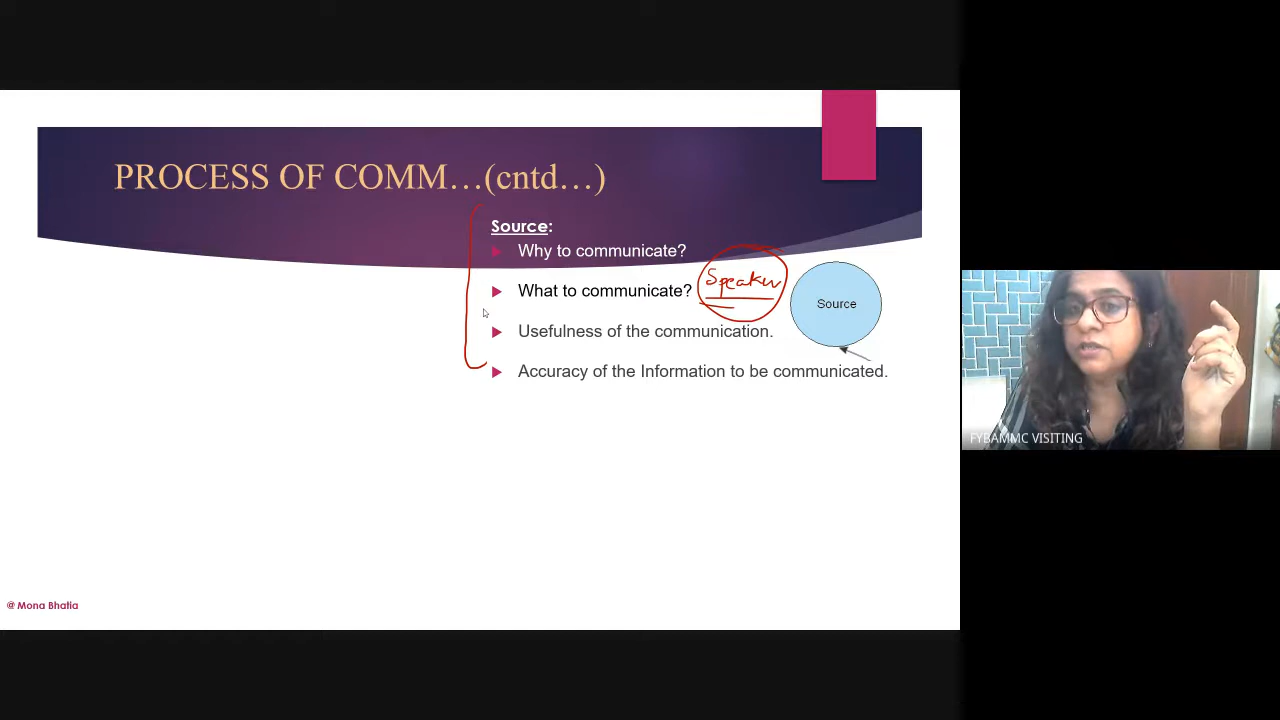 PROCESS OF COMM…(cntd…)
Source:
Why to communicate?
What to communicate?
Speaker
Source
Usefulness of the communication.
Accuracy of the Information to be communicated.
FYBAMMC VISITING
@ Mona Bhatia